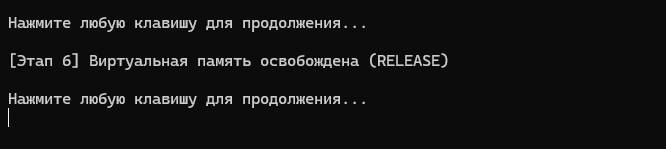 Нажмите любую клавишу для продолжения...
[Этап 6] Виртуальная память освобождена (RELEASE)
Нажмите любую клавишу для продолжения...